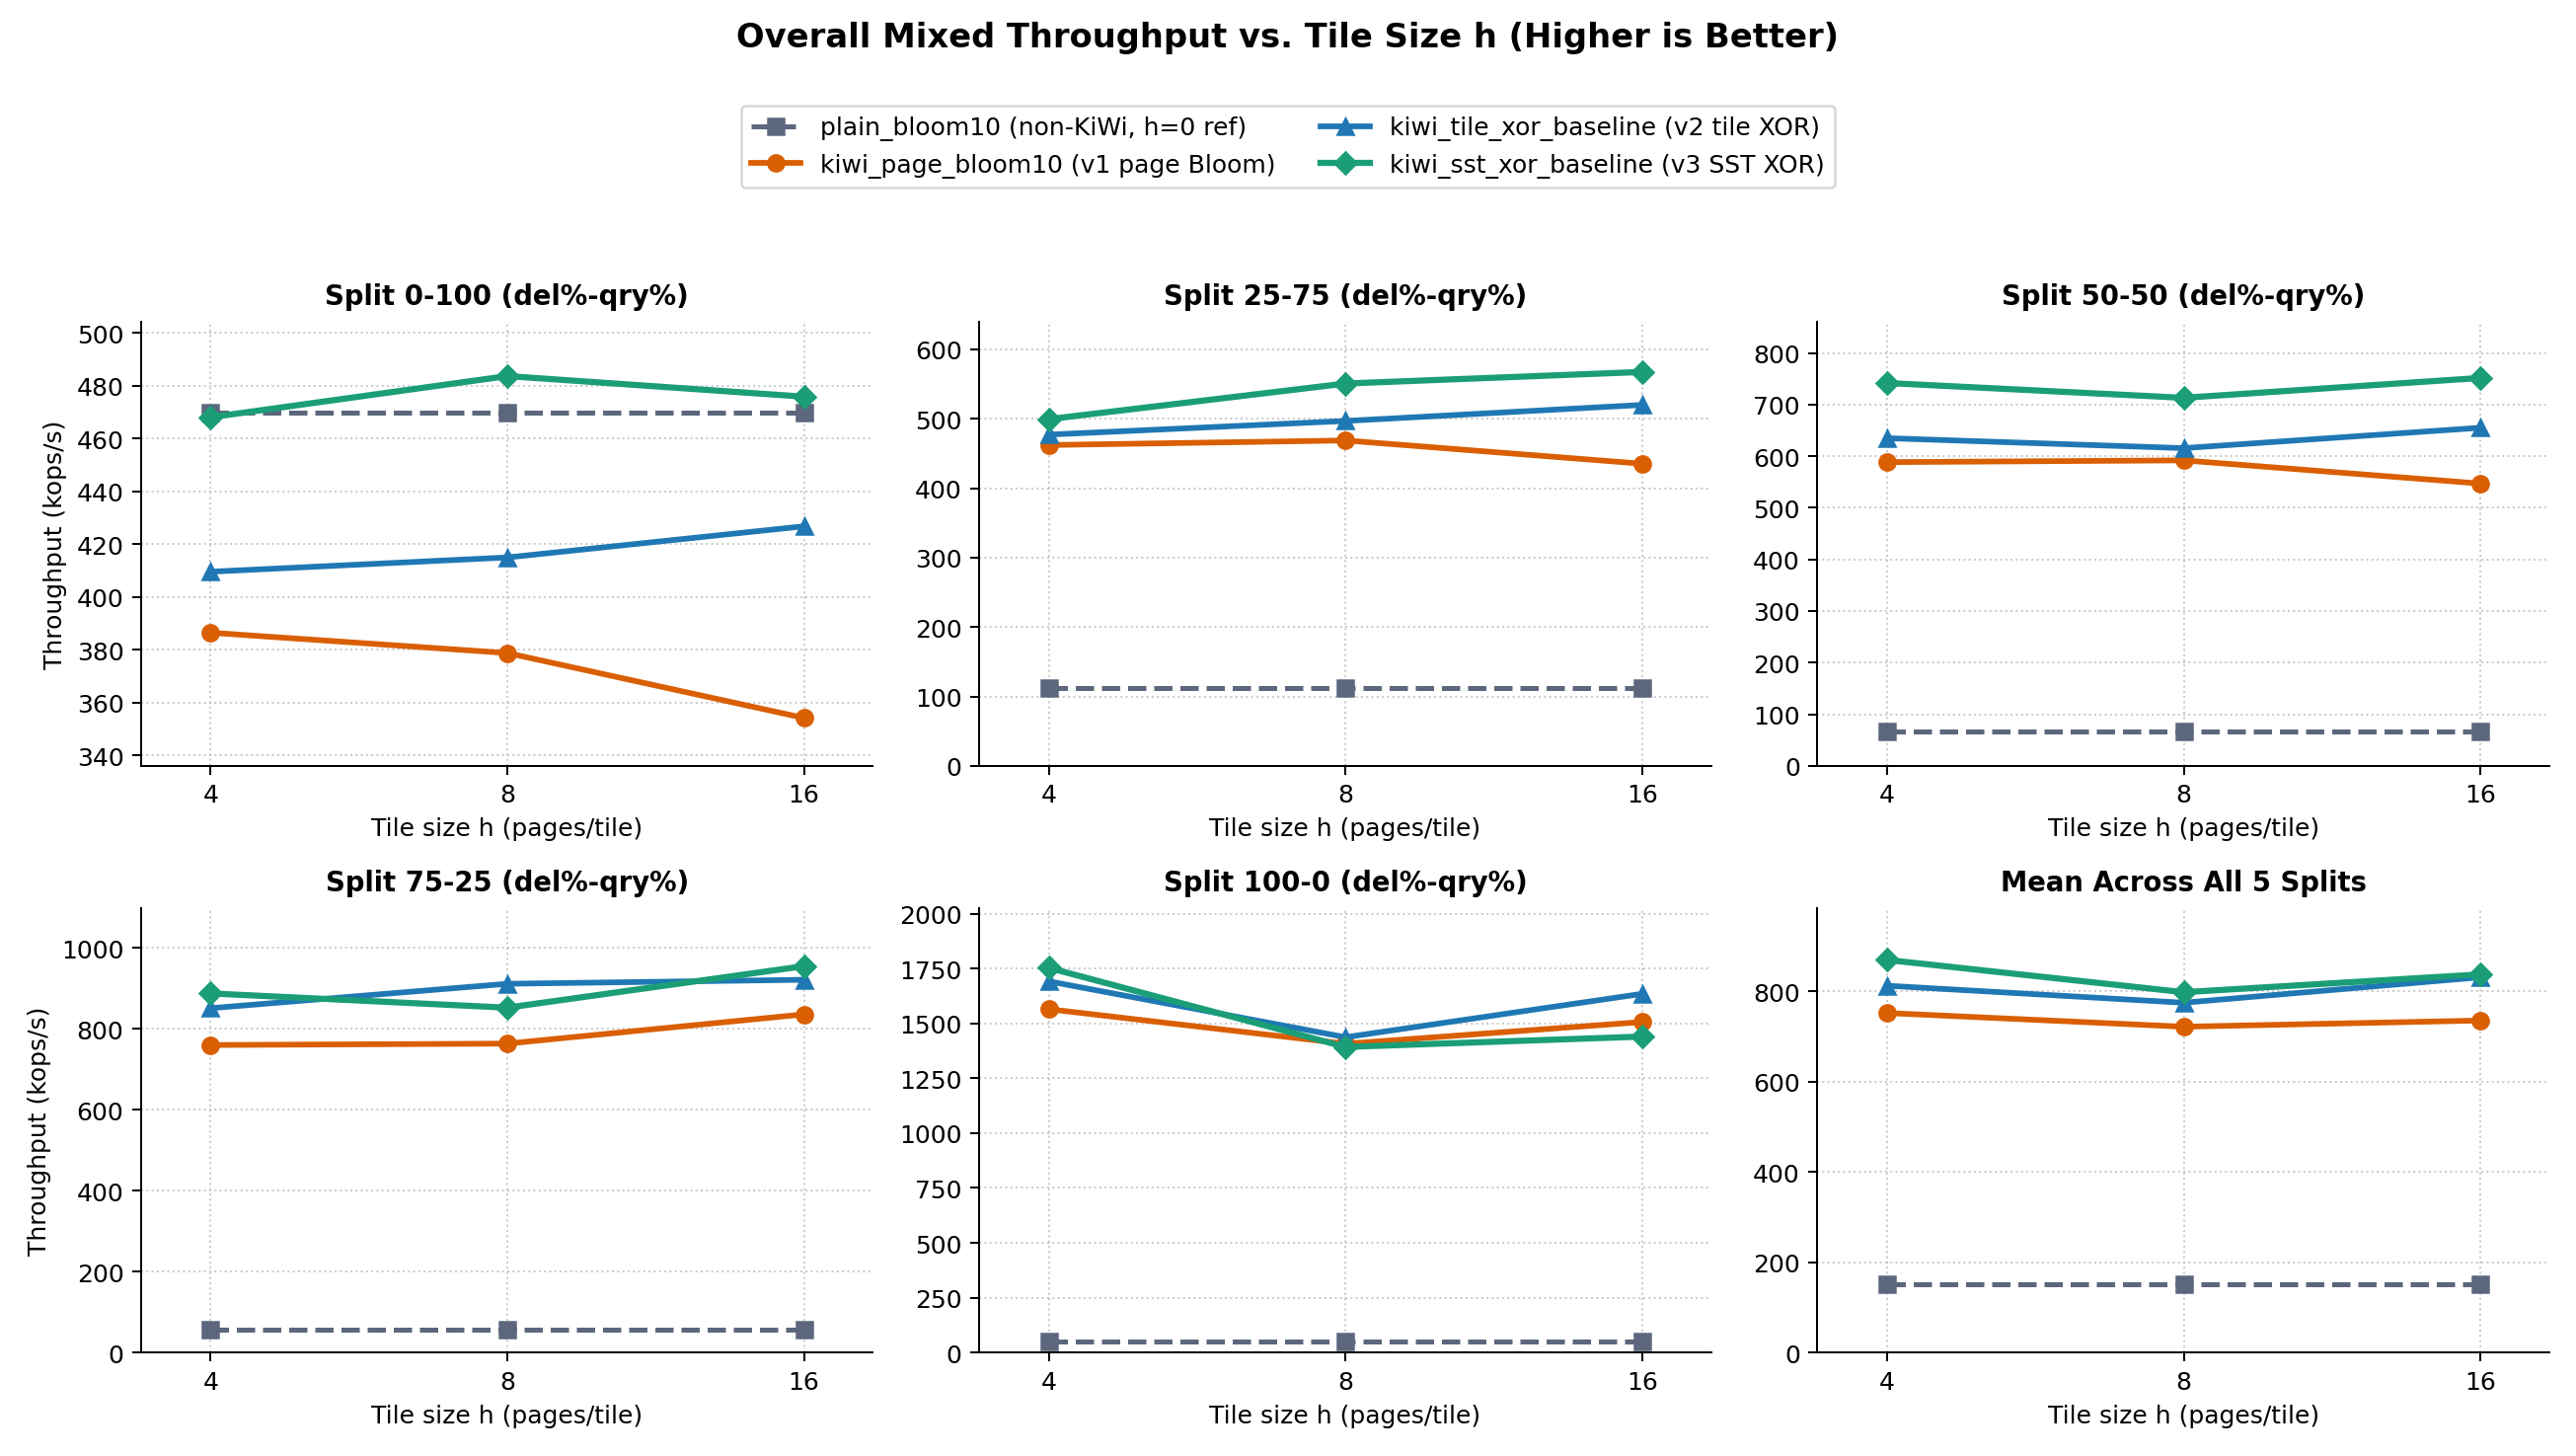 Overall Mixed Throughput vs. Tile Size h (Higher is Better)
plain_bloom10 (non-KiWi, h=0 ref)
kiwi_page_bloom10 (v1 page Bloom)
kiwi_tile_xor_baseline (v2 tile XOR)
kiwi_sst_xor_baseline (v3 SST XOR)
Split 0-100 (del%-qry%)
Throughput (kops/s)
500
480
460
440
420
400
380
360
340
4 8 16
Tile size h (pages/tile)
Split 25-75 (del%-qry%)
600
500
400
300
200
100
0
4 8 16
Tile size h (pages/tile)
Split 50-50 (del%-qry%)
800
700
600
500
400
300
200
100
0
4 8 16
Tile size h (pages/tile)
Split 75-25 (del%-qry%)
Throughput (kops/s)
1000
800
600
400
200
0
4 8 16
Tile size h (pages/tile)
Split 100-0 (del%-qry%)
2000
1750
1500
1250
1000
750
500
250
0
4 8 16
Tile size h (pages/tile)
Mean Across All 5 Splits
800
600
400
200
0
4 8 16
Tile size h (pages/tile)